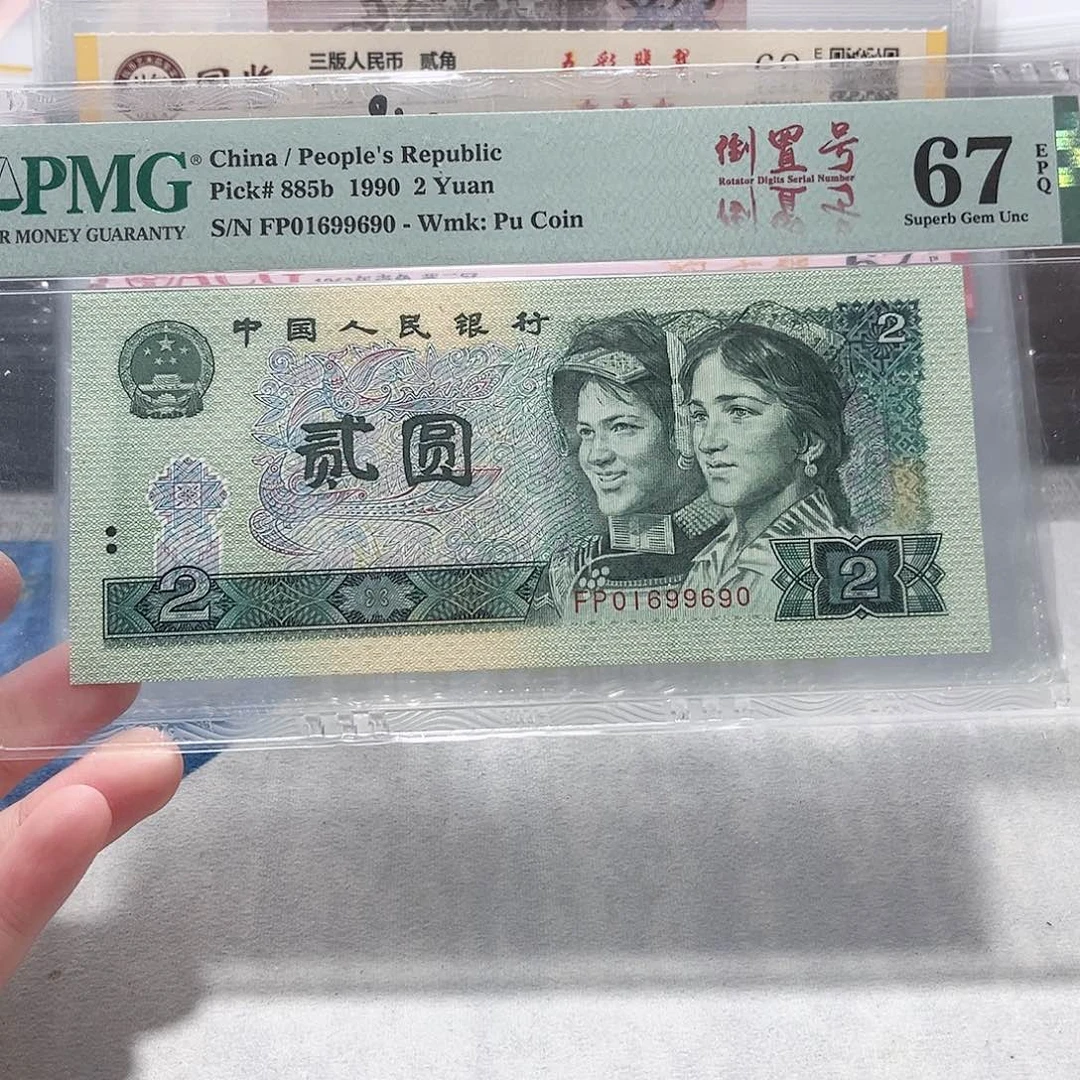 三版人民币 贰角
PMG®
R MONEY GUARANTY
China / People's Republic
Pick# 885b 1990 2 Yuan
S/N FP01699690 - Wmk: Pu Coin
倒置号
Rotator Digits Serial Number
67
EPQ
Superb Gem Unc
中国人民银行
2
贰圆
2
FP01699690
2